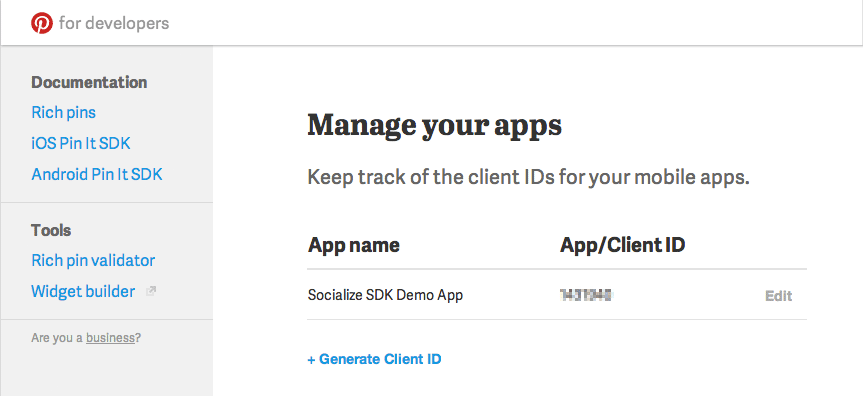 for developers
Documentation
Rich pins
iOS Pin It SDK
Android Pin It SDK
Tools
Rich pin validator
Widget builder
Are you a business?
Manage your apps
Keep track of the client IDs for your mobile apps.
App name App/Client ID
Socialize SDK Demo App Edit
+ Generate Client ID